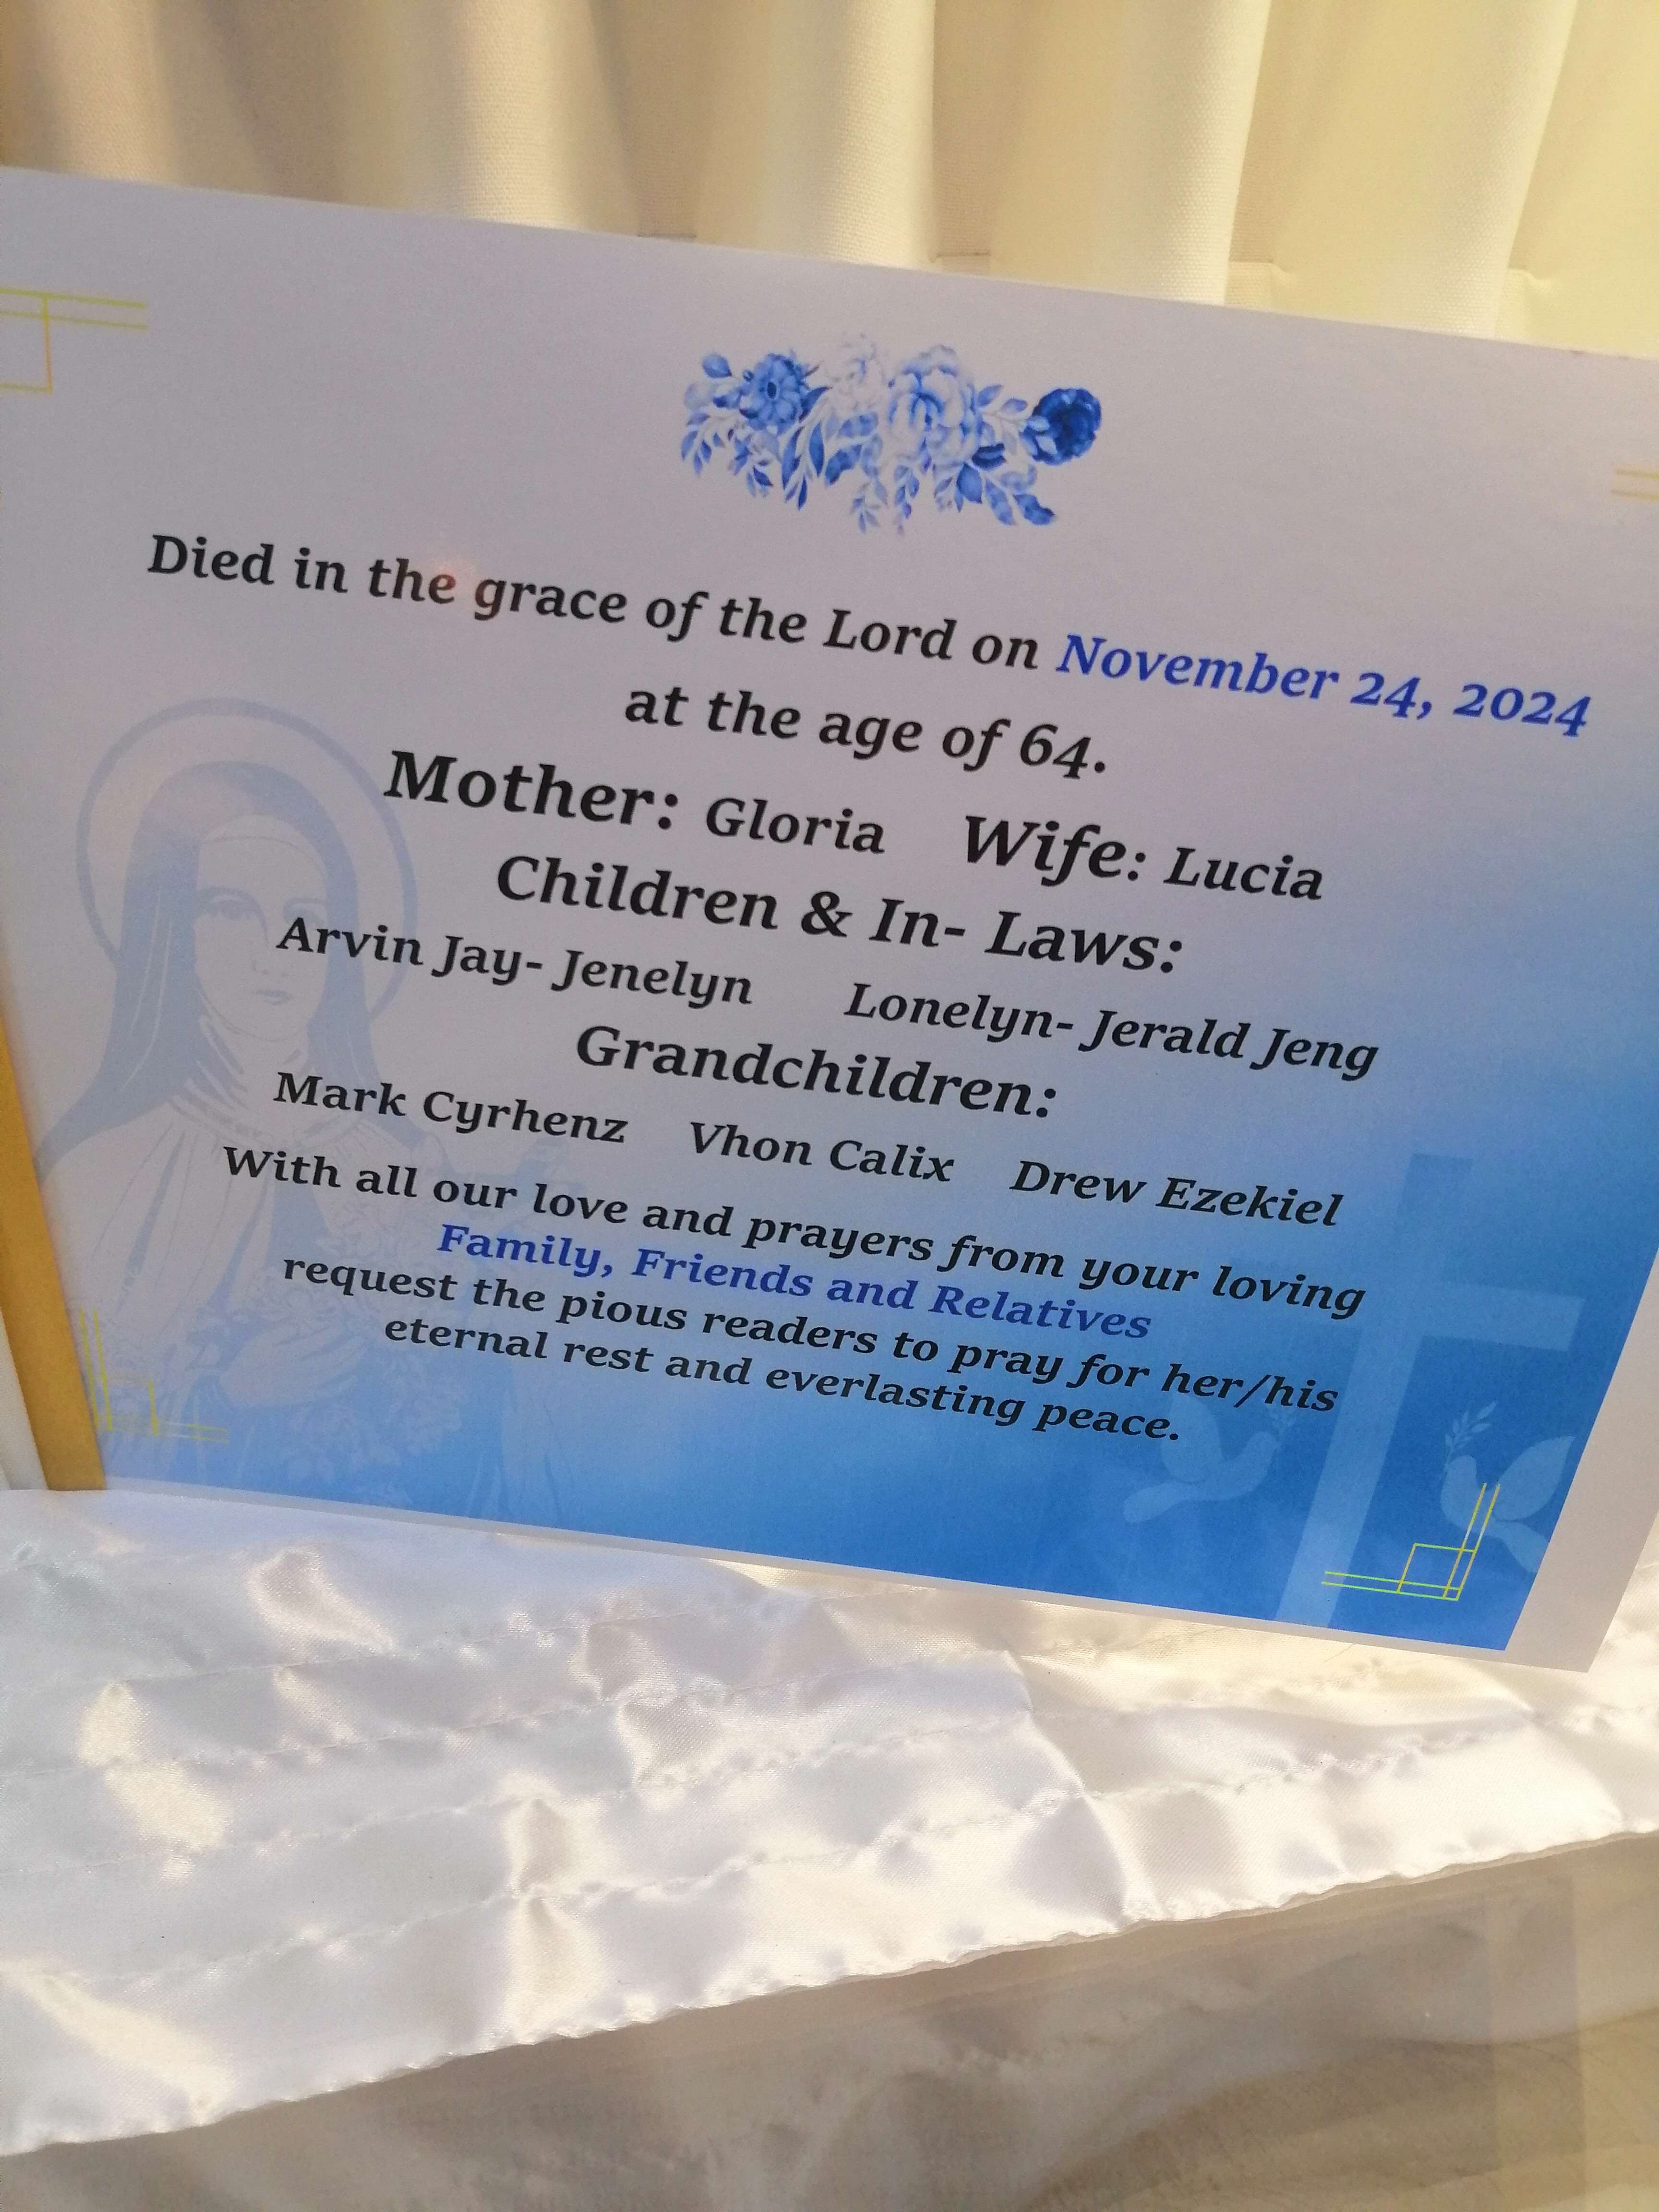 Died in the grace of the Lord on November 24, 2024
at the age of 64.
Mother: Gloria Wife: Lucia
Children & In- Laws:
Arvin Jay- Jenelyn Lonelyn- Jerald Jeng
Grandchildren:
Mark Cyrhenz Vhon Calix Drew Ezekiel
With all our love and prayers from your loving
Family, Friends and Relatives
request the pious readers to pray for her/his
eternal rest and everlasting peace.